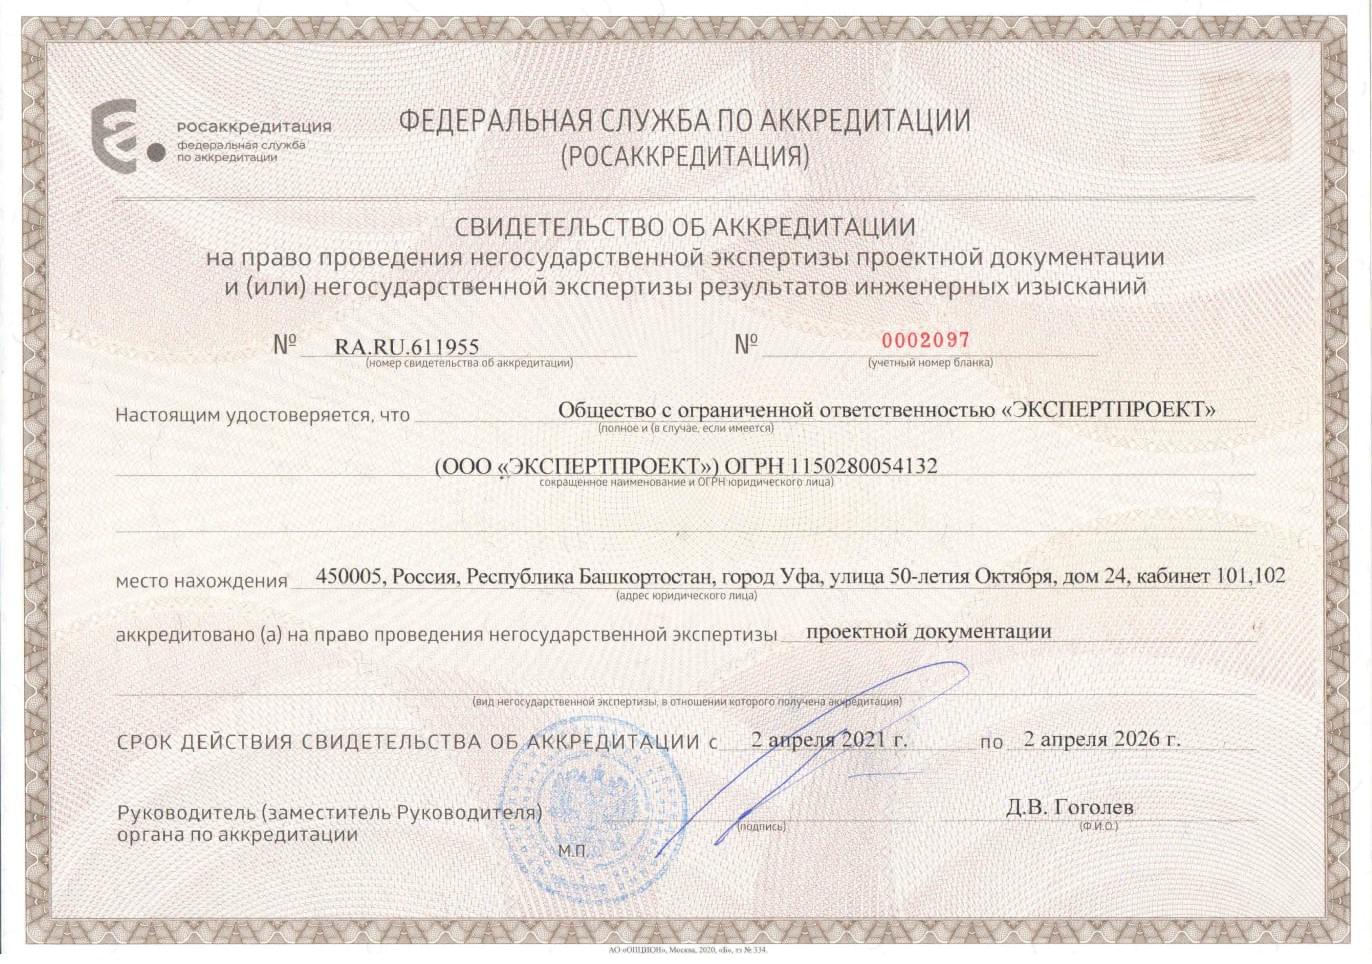 росаккредитация
федеральная служба
по аккредитации
ФЕДЕРАЛЬНАЯ СЛУЖБА ПО АККРЕДИТАЦИИ
(РОСАККРЕДИТАЦИЯ)
СВИДЕТЕЛЬСТВО ОБ АККРЕДИТАЦИИ
на право проведения негосударственной экспертизы проектной документации
и (или) негосударственной экспертизы результатов инженерных изысканий
№ RA.RU.611955 № 0002097
(номер свидетельства об аккредитации) (учетный номер бланка)
Настоящим удостоверяется, что Общество с ограниченной ответственностью «ЭКСПЕРТПРОЕКТ»
(полное и (в случае, если имеется)
(ООО «ЭКСПЕРТПРОЕКТ») ОГРН 1150280054132
сокращенное наименование и ОГРН юридического лица)
место нахождения 450005, Россия, Республика Башкортостан, город Уфа, улица 50-летия Октября, дом 24, кабинет 101,102
(адрес юридического лица)
аккредитовано (а) на право проведения негосударственной экспертизы проектной документации
(вид негосударственной экспертизы, в отношении которого получена аккредитация)
СРОК ДЕЙСТВИЯ СВИДЕТЕЛЬСТВА ОБ АККРЕДИТАЦИИ с 2 апреля 2021 г. по 2 апреля 2026 г.
Руководитель (заместитель Руководителя) Д.В. Гоголев
органа по аккредитации (подпись) (Ф.И.О.)
М.П.
АО «ОПЦИОН», Москва, 2020, «Б», тз № 334.